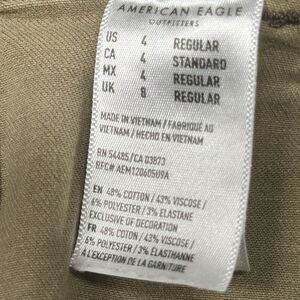 AMERICAN EAGLE
OUTFITTERS
US 4 REGULAR
CA 4 STANDARD
MX 4 REGULAR
UK 8 REGULAR
MADE IN VIETNAM / FABRIQUÉ AU
VIETNAM / HECHO EN VIETNAM
RN 54485/CA 03873
RFC# AEM1206056U9A
EN 48% COTTON / 43% VISCOSE /
6% POLYESTER / 3% ELASTANE
EXCLUSIVE OF DECORATION
FR 48% COTON / 43% VISCOSE /
6% POLYESTER / 3% ÉLASTHANNE
À L'EXCEPTION DE LA GARNITURE